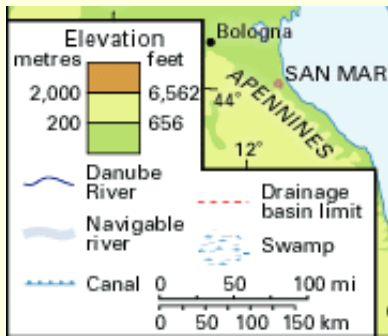 Elevation
metres feet
2,000 6,562
200 656
Danube
River
Navigable
river
Canal
Drainage
basin limit
Swamp
0 50 100 mi
0 50 100 150 km
Bologna
APENNINES
SAN MAR
44°
12°